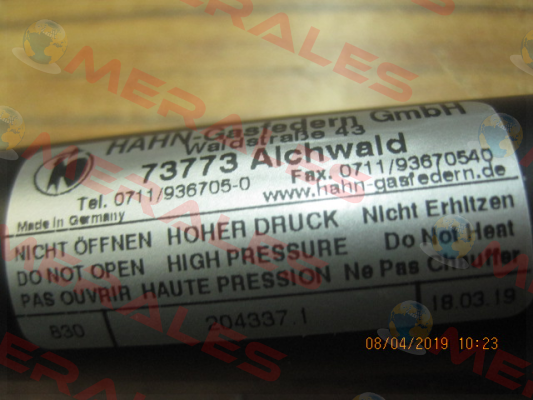 MERALES
HAHN-Gasfedern GmbH
Waldstraße 43
73773 Aichwald
Tel. 0711/936705-0 Fax. 0711/93670540
Made in Germany www.hahn-gasfedern.de
NICHT ÖFFNEN HOHER DRUCK Nicht Erhitzen
DO NOT OPEN HIGH PRESSURE Do Not Heat
PAS OUVRIR HAUTE PRESSION Ne Pas Chauffer
830 204337.1 18.03.19
08/04/2019 10:23